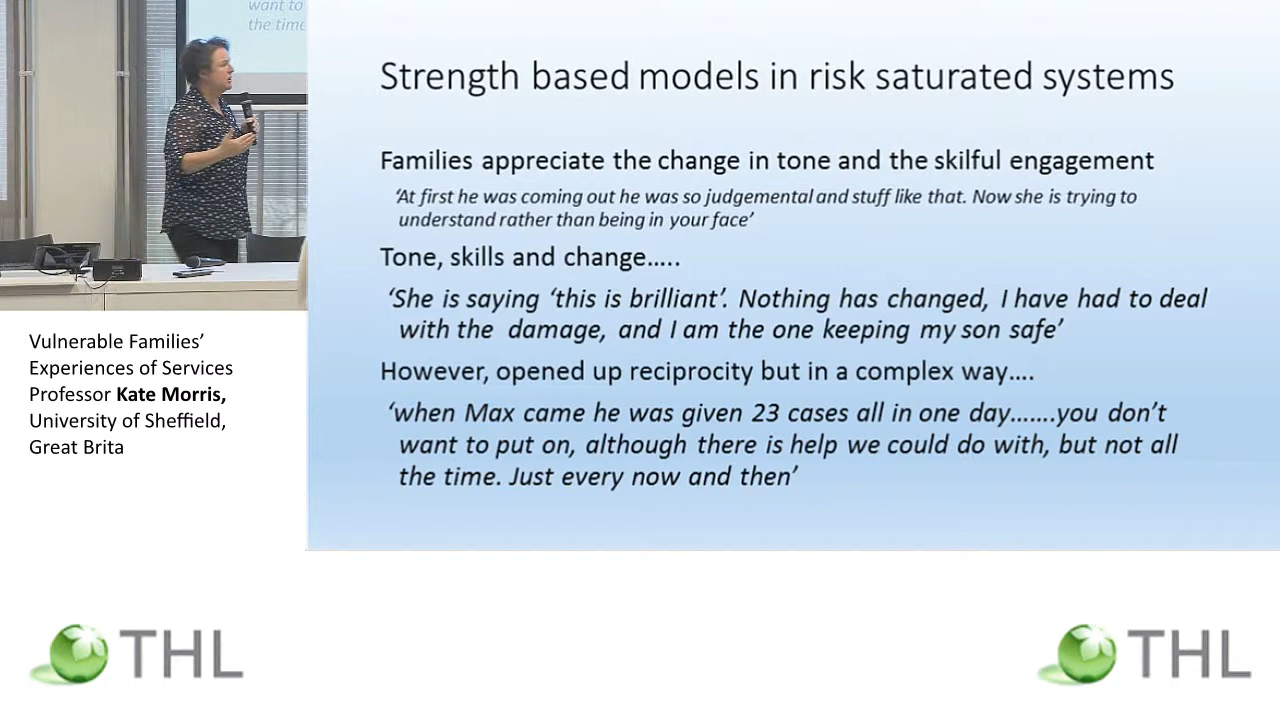 want to
the time
Strength based models in risk saturated systems
Families appreciate the change in tone and the skilful engagement
‘At first he was coming out he was so judgemental and stuff like that. Now she is trying to
understand rather than being in your face’
Tone, skills and change…..
‘She is saying ‘this is brilliant’. Nothing has changed, I have had to deal
with the damage, and I am the one keeping my son safe’
However, opened up reciprocity but in a complex way….
‘when Max came he was given 23 cases all in one day…….you don’t
want to put on, although there is help we could do with, but not all
the time. Just every now and then’
Vulnerable Families’
Experiences of Services
Professor Kate Morris,
University of Sheffield,
Great Brita
THL
THL